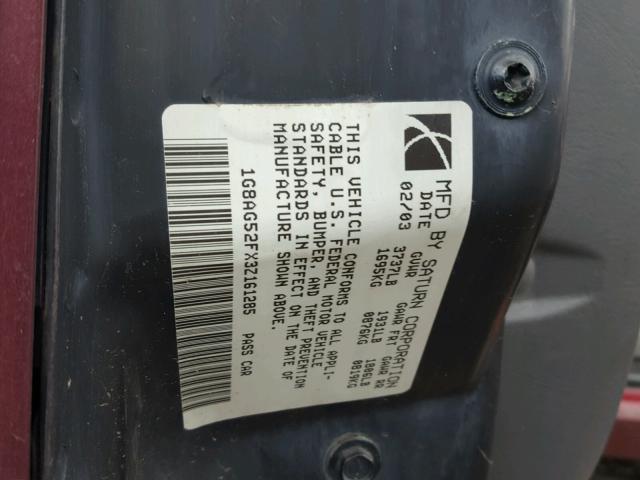 MFD BY SATURN CORPORATION
DATE GVWR GAWR FRT GAWR RR
02/03 3737LB 1931LB 1806LB
1695KG 0876KG 0819KG
THIS VEHICLE CONFORMS TO ALL APPLI-
CABLE U.S. FEDERAL MOTOR VEHICLE
SAFETY, BUMPER, AND THEFT PREVENTION
STANDARDS IN EFFECT ON THE DATE OF
MANUFACTURE SHOWN ABOVE.
1G8AG52FX3Z161285 PASS CAR